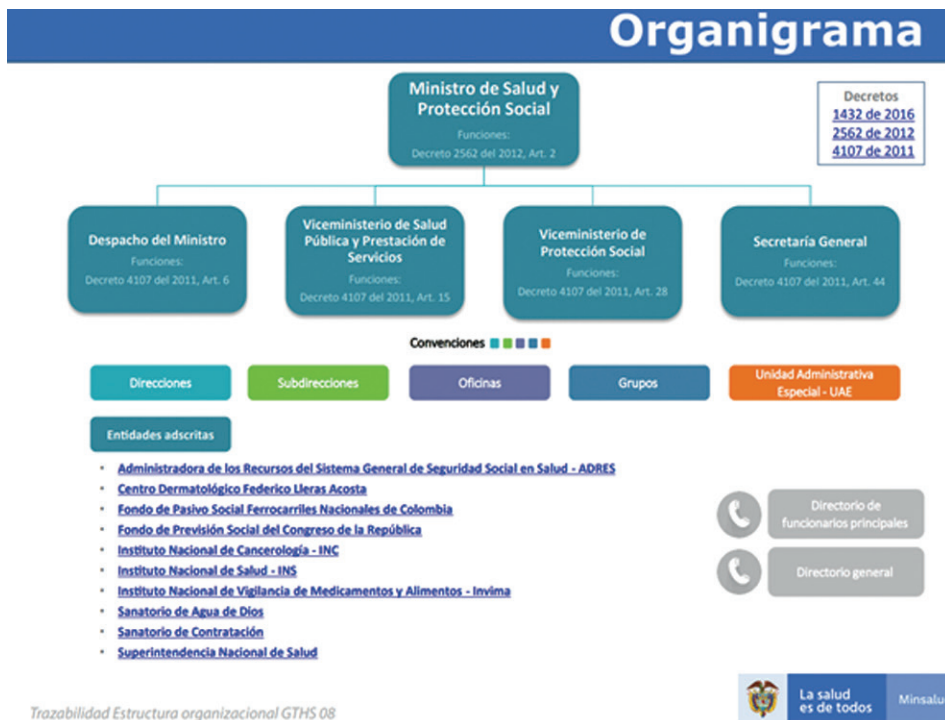 Organigrama
Ministro de Salud y
Protección Social
Funciones:
Decreto 2562 del 2012, Art. 2
Decretos
1432 de 2016
2562 de 2012
4107 de 2011
Despacho del Ministro
Funciones:
Decreto 4107 del 2011, Art. 6
Viceministerio de Salud
Pública y Prestación de
Servicios
Funciones:
Decreto 4107 del 2011, Art. 15
Viceministerio de
Protección Social
Funciones:
Decreto 4107 del 2011, Art. 28
Secretaría General
Funciones:
Decreto 4107 del 2011, Art. 44
Convenciones
Direcciones
Subdirecciones
Oficinas
Grupos
Unidad Administrativa
Especial - UAE
Entidades adscritas
Administradora de los Recursos del Sistema General de Seguridad Social en Salud - ADRES
Centro Dermatológico Federico Lleras Acosta
Fondo de Pasivo Social Ferrocarriles Nacionales de Colombia
Fondo de Previsión Social del Congreso de la República
Instituto Nacional de Cancerología - INC
Instituto Nacional de Salud - INS
Instituto Nacional de Vigilancia de Medicamentos y Alimentos - Invima
Sanatorio de Agua de Dios
Sanatorio de Contratación
Superintendencia Nacional de Salud
Directorio de
funcionarios principales
Directorio general
La salud
es de todos
Minsalu
Trazabilidad Estructura organizacional GTHS 08